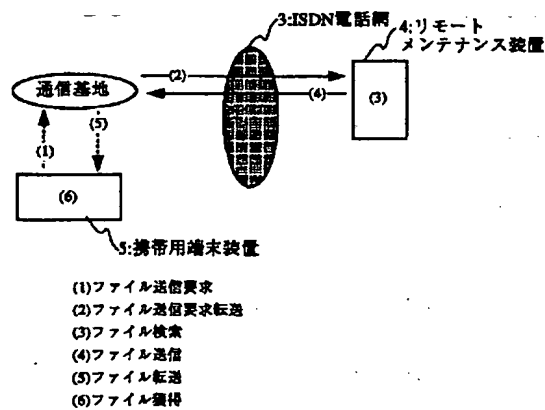 3:ISDN電話網
4:リモート
メンテナンス装置
通信基地
(2)
(4)
(3)
(1)
(5)
(6)
5:携帯用端末装置
(1)ファイル送信要求
(2)ファイル送信要求転送
(3)ファイル検索
(4)ファイル送信
(5)ファイル転送
(6)ファイル獲得